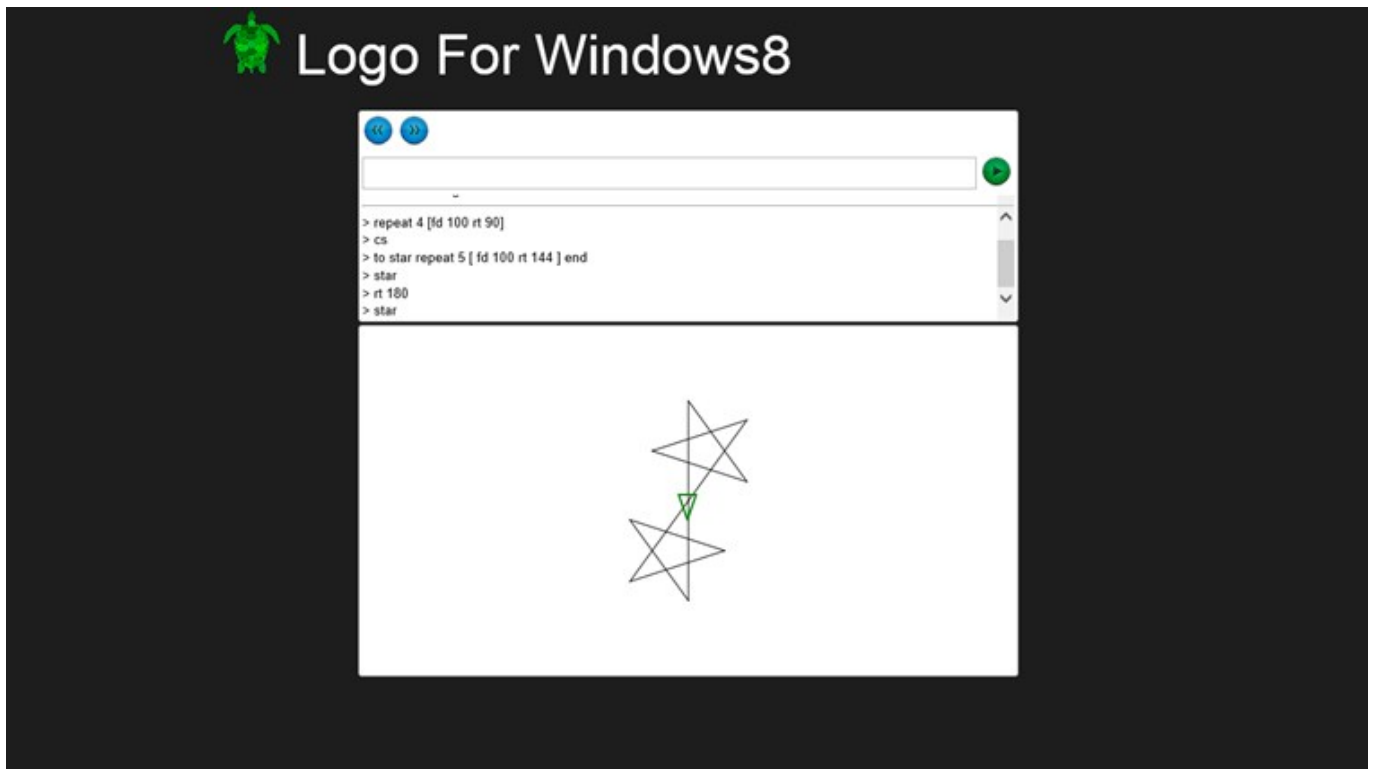 Logo For Windows8
> repeat 4 [fd 100 rt 90]
> cs
> to star repeat 5 [ fd 100 rt 144 ] end
> star
> rt 180
> star